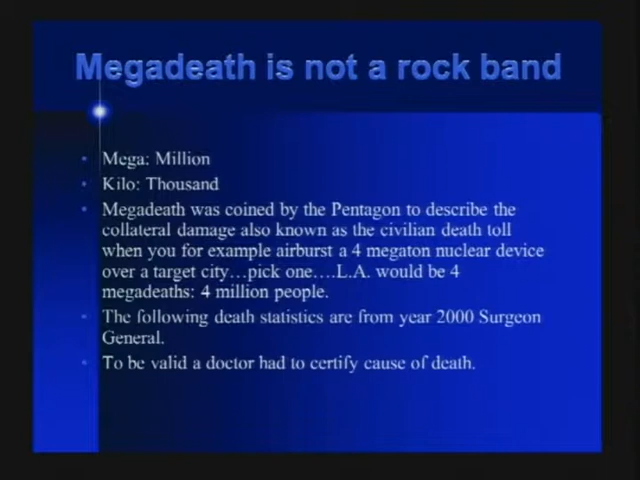 Megadeath is not a rock band
• Mega: Million
• Kilo: Thousand
• Megadeath was coined by the Pentagon to describe the
collateral damage also known as the civilian death toll
when you for example airburst a 4 megaton nuclear device
over a target city…pick one….L.A. would be 4
megadeaths: 4 million people.
• The following death statistics are from year 2000 Surgeon
General.
• To be valid a doctor had to certify cause of death.